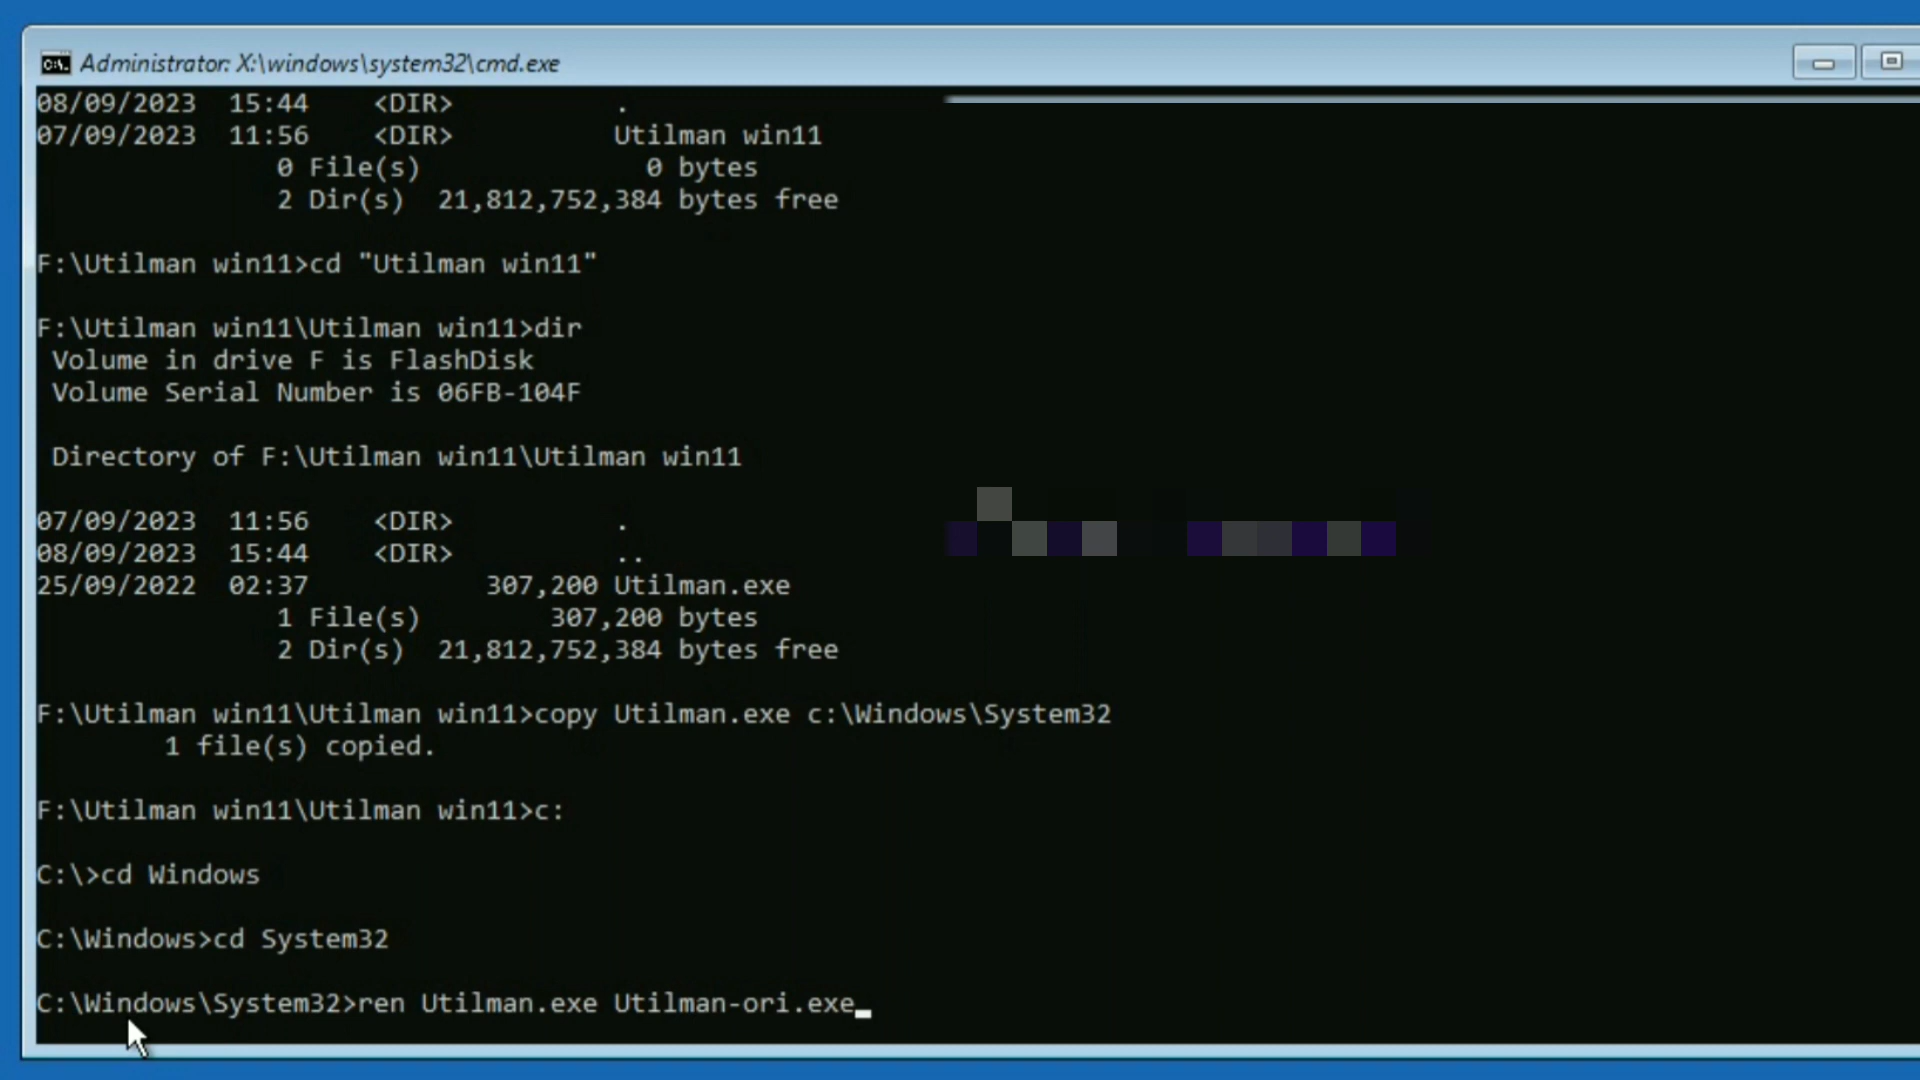 Administrator: X:\windows\system32\cmd.exe
08/09/2023  15:44    <DIR>          .
07/09/2023  11:56    <DIR>          Utilman win11
               0 File(s)              0 bytes
               2 Dir(s)  21,812,752,384 bytes free
F:\Utilman win11>cd "Utilman win11"
F:\Utilman win11\Utilman win11>dir
 Volume in drive F is FlashDisk
 Volume Serial Number is 06FB-104F
 Directory of F:\Utilman win11\Utilman win11
07/09/2023  11:56    <DIR>          .
08/09/2023  15:44    <DIR>          ..
25/09/2022  02:37           307,200 Utilman.exe
               1 File(s)        307,200 bytes
               2 Dir(s)  21,812,752,384 bytes free
F:\Utilman win11\Utilman win11>copy Utilman.exe c:\Windows\System32
        1 file(s) copied.
F:\Utilman win11\Utilman win11>c:
C:\>cd Windows
C:\Windows>cd System32
C:\Windows\System32>ren Utilman.exe Utilman-ori.exe